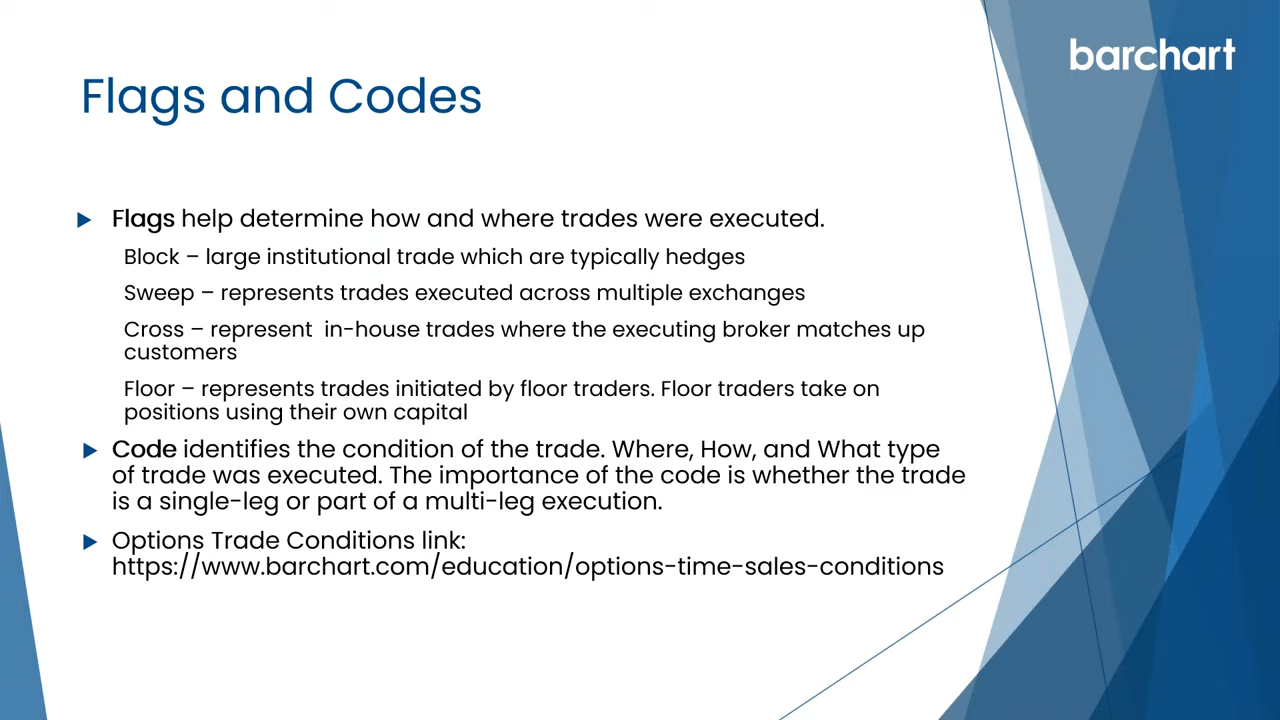 barchart
Flags and Codes
Flags help determine how and where trades were executed.
Block – large institutional trade which are typically hedges
Sweep – represents trades executed across multiple exchanges
Cross – represent  in-house trades where the executing broker matches up
customers
Floor – represents trades initiated by floor traders. Floor traders take on
positions using their own capital
Code identifies the condition of the trade. Where, How, and What type
of trade was executed. The importance of the code is whether the trade
is a single-leg or part of a multi-leg execution.
Options Trade Conditions link:
https://www.barchart.com/education/options-time-sales-conditions